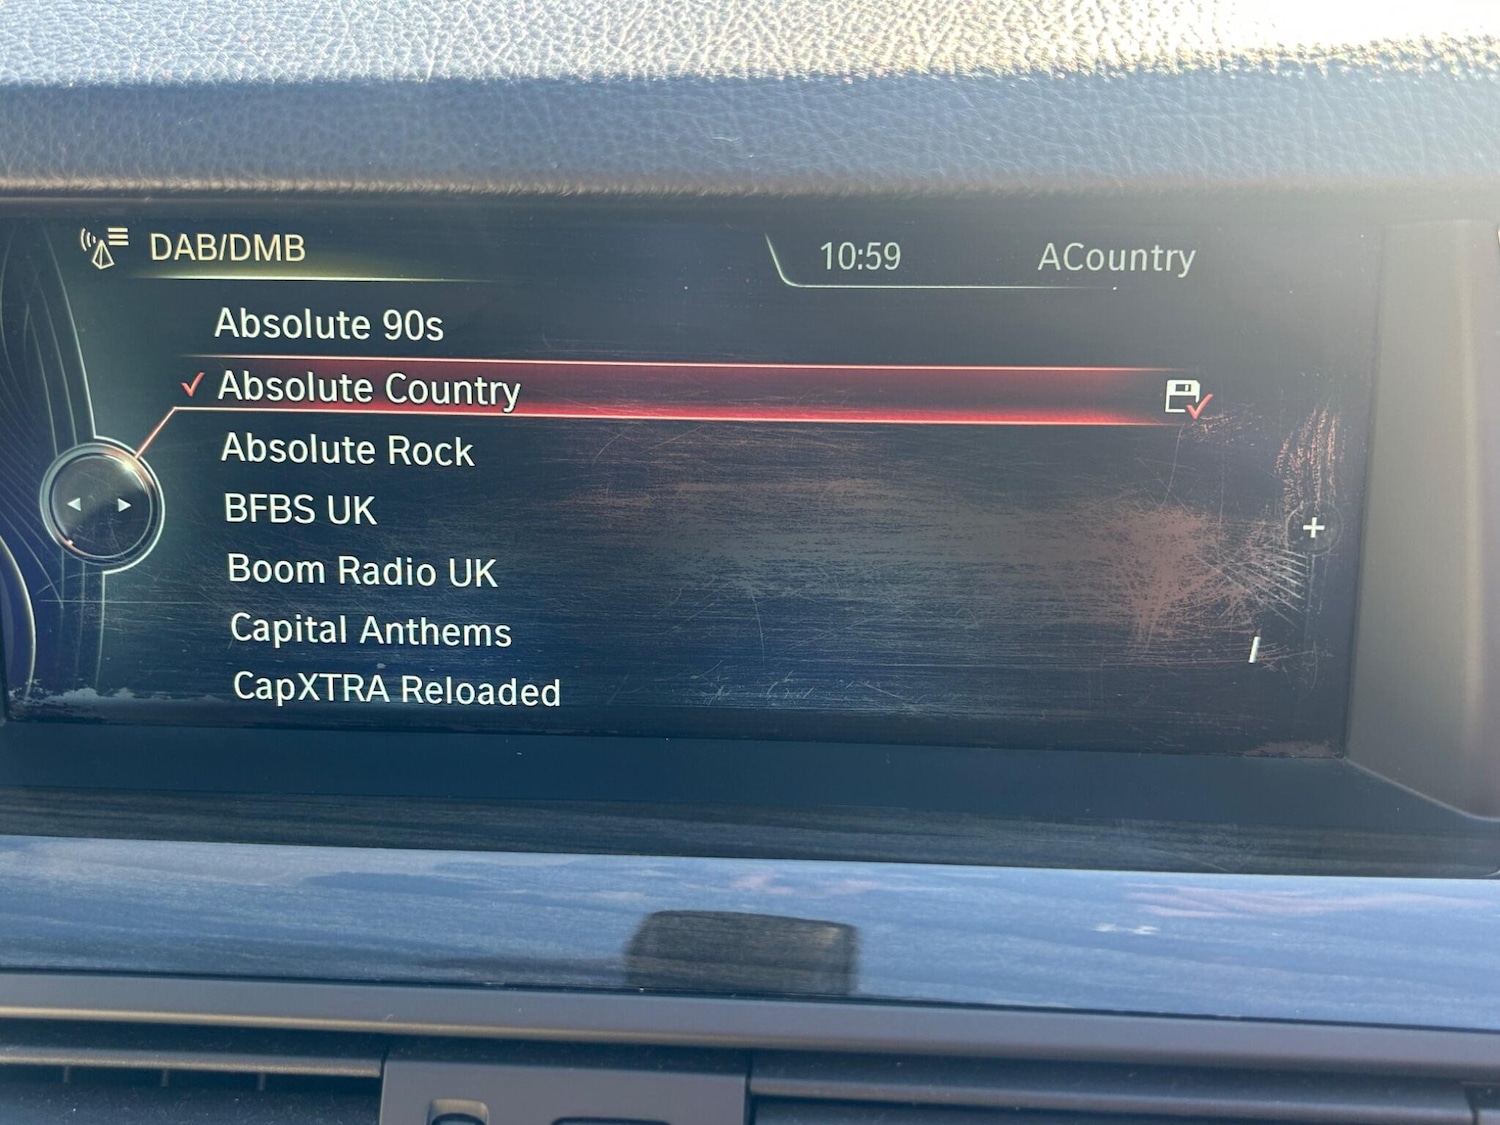 DAB/DMB
10:59 ACountry
Absolute 90s
Absolute Country
Absolute Rock
BFBS UK
Boom Radio UK
Capital Anthems
CapXTRA Reloaded